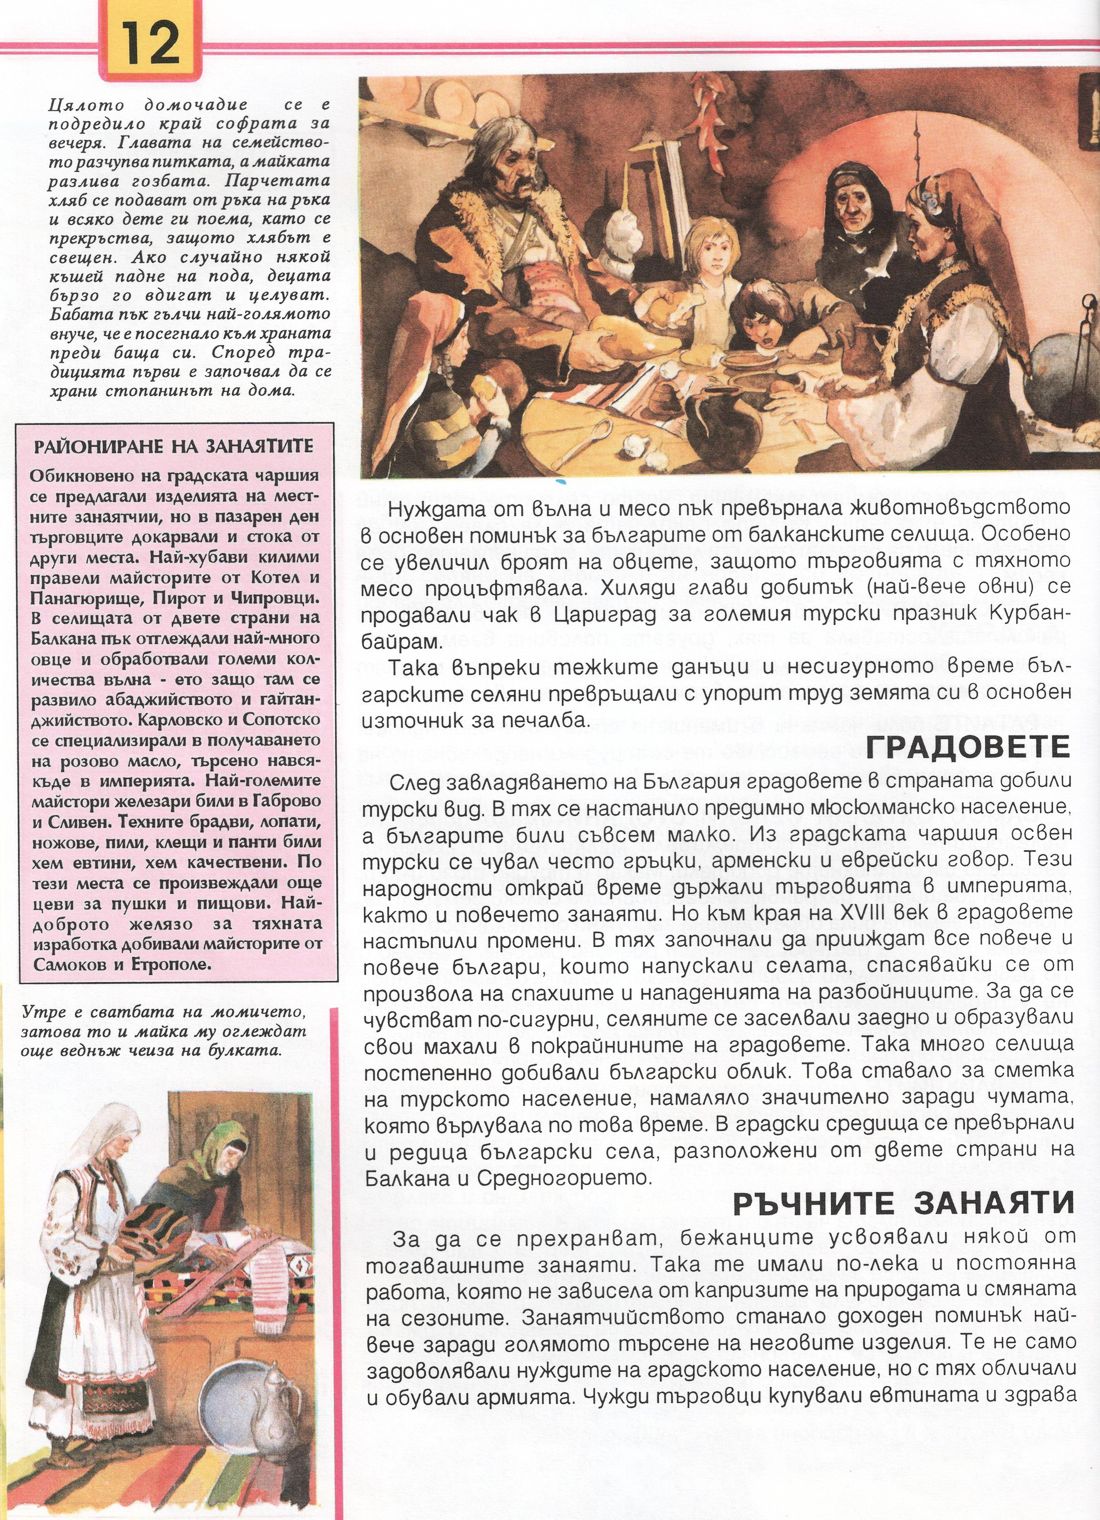 12
Цялото домочадие се е
подредило край софрата за
вечеря. Главата на семейство-
то разчупва питката, а майката
разлива гозбата. Парчетата
хляб се подават от ръка на ръка
и всяко дете ги поема, като се
прекръства, защото хлябът е
свещен. Ако случайно някой
къшей падне на пода, децата
бързо го вдигат и целуват.
Бабата пък гълчи най-голямото
внуче, че е посегнало към храната
преди баща си. Според тра-
дицията първи е започвал да се
храни стопанинът на дома.
РАЙОНИРАНЕ НА ЗАНАЯТИТЕ
Обикновено на градската чаршия
се предлагали изделията на мест-
ните занаятчии, но в пазарен ден
търговците докарвали и стока от
други места. Най-хубави килими
правели майсторите от Котел и
Панагюрище, Пирот и Чипровци.
В селищата от двете страни на
Балкана пък отглеждали най-много
овце и обработвали големи кол-
ичества вълна - ето защо там се
развило абаджийството и гайтан-
джийството. Карловско и Сопотско
се специализирали в получаването
на розово масло, търсено нався-
къде в империята. Най-големите
майстори железари били в Габрово
и Сливен. Техните брадви, лопати,
ножове, пили, клещи и панти били
хем евтини, хем качествени. По
тези места се произвеждали още
цеви за пушки и пищови. Най-
доброто желязо за тяхната
изработка добивали майсторите от
Самоков и Етрополе.
Утре е сватбата на момичето,
затова то и майка му оглеждат
още веднъж чеиза на булката.
Нуждата от вълна и месо пък превърнала животновъдството
в основен поминък за българите от балканските селища. Особено
се увеличил броят на овцете, защото търговията с тяхното
месо процъфтявала. Хиляди глави добитък (най-вече овни) се
продавали чак в Цариград за големия турски празник Курбан-
байрам.
Така въпреки тежките данъци и несигурното време бъл-
гарските селяни превръщали с упорит труд земята си в основен
източник за печалба.
ГРАДОВЕТЕ
След завладяването на България градовете в страната добили
турски вид. В тях се настанило предимно мюсюлманско население,
а българите били съвсем малко. Из градската чаршия освен
турски се чувал често гръцки, арменски и еврейски говор. Тези
народности открай време държали търговията в империята,
както и повечето занаяти. Но към края на XVIII век в градовете
настъпили промени. В тях започнали да прииждат все повече и
повече българи, които напускали селата, спасявайки се от
произвола на спахиите и нападенията на разбойниците. За да се
чувстват по-сигурни, селяните се заселвали заедно и образували
свои махали в покрайнините на градовете. Така много селища
постепенно добивали български облик. Това ставало за сметка
на турското население, намаляло значително заради чумата,
която върлувала по това време. В градски средища се превърнали
и редица български села, разположени от двете страни на
Балкана и Средногорието.
РЪЧНИТЕ ЗАНАЯТИ
За да се прехранват, бежанците усвоявали някой от
тогавашните занаяти. Така те имали по-лека и постоянна
работа, която не зависела от капризите на природата и смяната
на сезоните. Занаятчийството станало доходен поминък най-
вече заради голямото търсене на неговите изделия. Те не само
задоволявали нуждите на градското население, но с тях обличали
и обували армията. Чужди търговци купували евтината и здрава